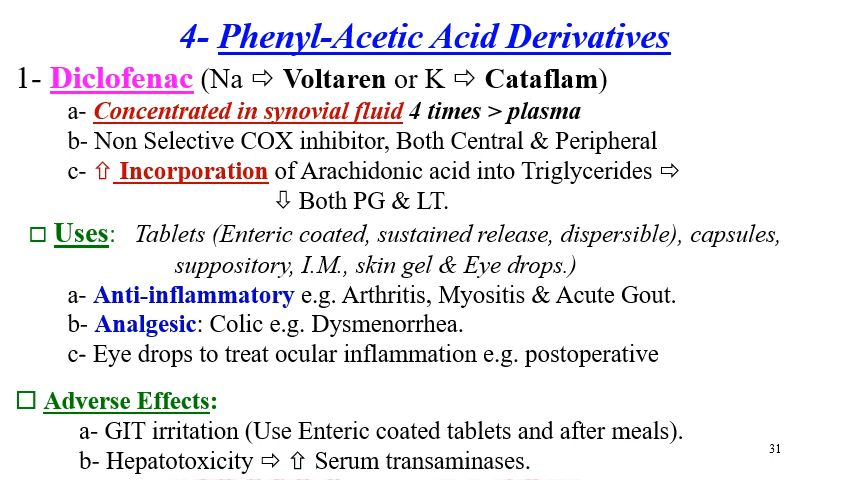 4- Phenyl-Acetic Acid Derivatives
1- Diclofenac (Na ⇨ Voltaren or K ⇨ Cataflam)
a- Concentrated in synovial fluid 4 times > plasma
b- Non Selective COX inhibitor, Both Central & Peripheral
c- ⇧ Incorporation of Arachidonic acid into Triglycerides ⇨
⇩ Both PG & LT.
□ Uses: Tablets (Enteric coated, sustained release, dispersible), capsules,
suppository, I.M., skin gel & Eye drops.)
a- Anti-inflammatory e.g. Arthritis, Myositis & Acute Gout.
b- Analgesic: Colic e.g. Dysmenorrhea.
c- Eye drops to treat ocular inflammation e.g. postoperative
□ Adverse Effects:
a- GIT irritation (Use Enteric coated tablets and after meals).
b- Hepatotoxicity ⇨ ⇧ Serum transaminases.
31